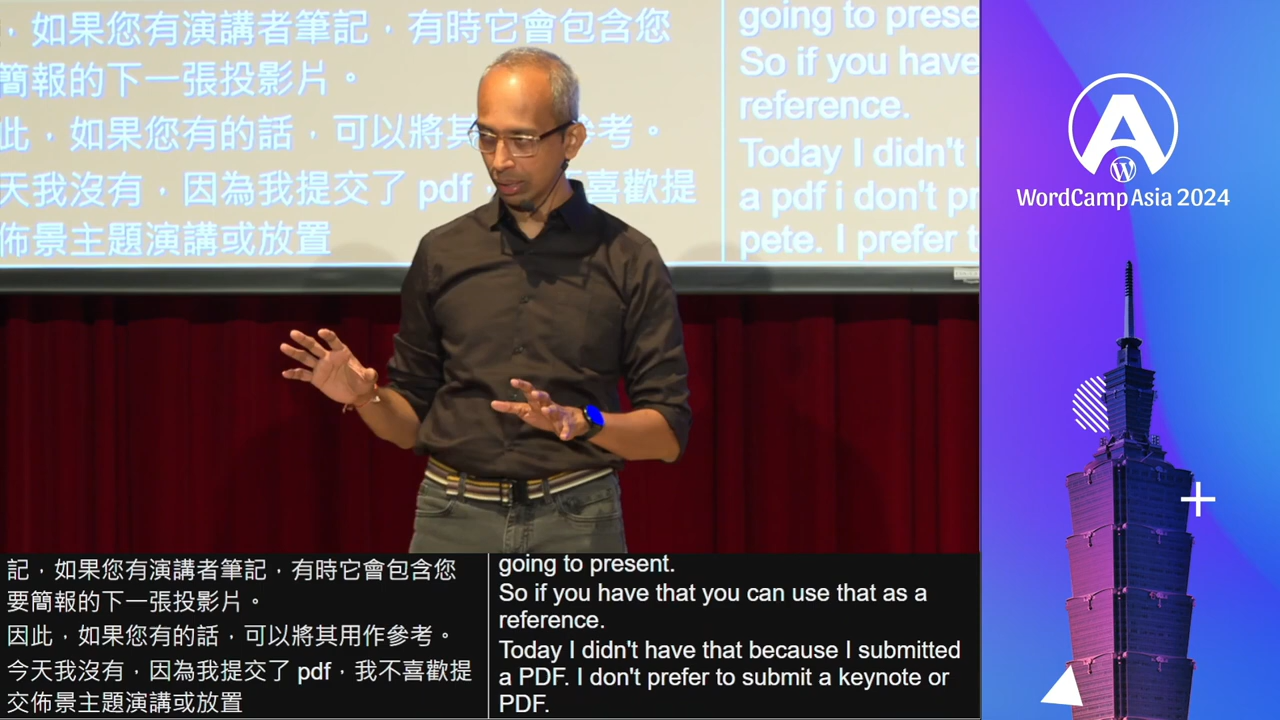 ，如果您有演講者筆記，有時它會包含您
簡報的下一張投影片。
此，如果您有的話，可以將其 參考。
天我沒有，因為我提交了 pdf， 不喜歡提
佈景主題演講或放置
going to prese
So if you have
reference.
Today I didn't
a pdf i don't pr
pete. I prefer t
WordCamp Asia 2024
記，如果您有演講者筆記，有時它會包含您
要簡報的下一張投影片。
因此，如果您有的話，可以將其用作參考。
今天我沒有，因為我提交了 pdf，我不喜歡提
交佈景主題演講或放置
going to present.
So if you have that you can use that as a
reference.
Today I didn't have that because I submitted
a PDF. I don't prefer to submit a keynote or
PDF.